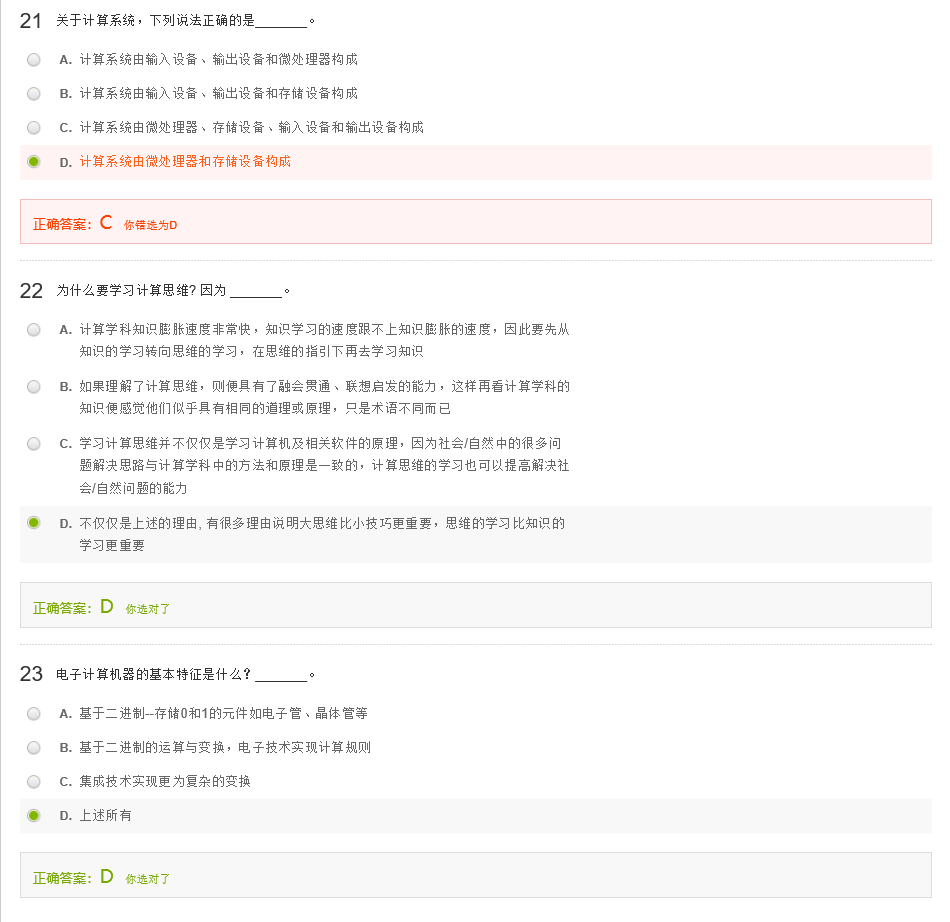 21 关于计算系统，下列说法正确的是________。
A. 计算系统由输入设备、输出设备和微处理器构成
B. 计算系统由输入设备、输出设备和存储设备构成
C. 计算系统由微处理器、存储设备、输入设备和输出设备构成
D. 计算系统由微处理器和存储设备构成
正确答案：C 你错选为D
22 为什么要学习计算思维? 因为 ________。
A. 计算学科知识膨胀速度非常快，知识学习的速度跟不上知识膨胀的速度，因此要先从
知识的学习转向思维的学习，在思维的指引下再去学习知识
B. 如果理解了计算思维，则便具有了融会贯通、联想启发的能力，这样再看计算学科的
知识便感觉他们似乎具有相同的道理或原理，只是术语不同而已
C. 学习计算思维并不仅仅是学习计算机及相关软件的原理，因为社会/自然中的很多问
题解决思路与计算学科中的方法和原理是一致的，计算思维的学习也可以提高解决社
会/自然问题的能力
D. 不仅仅是上述的理由, 有很多理由说明大思维比小技巧更重要，思维的学习比知识的
学习更重要
正确答案：D 你选对了
23 电子计算机器的基本特征是什么？________。
A. 基于二进制--存储0和1的元件如电子管、晶体管等
B. 基于二进制的运算与变换，电子技术实现计算规则
C. 集成技术实现更为复杂的变换
D. 上述所有
正确答案：D 你选对了